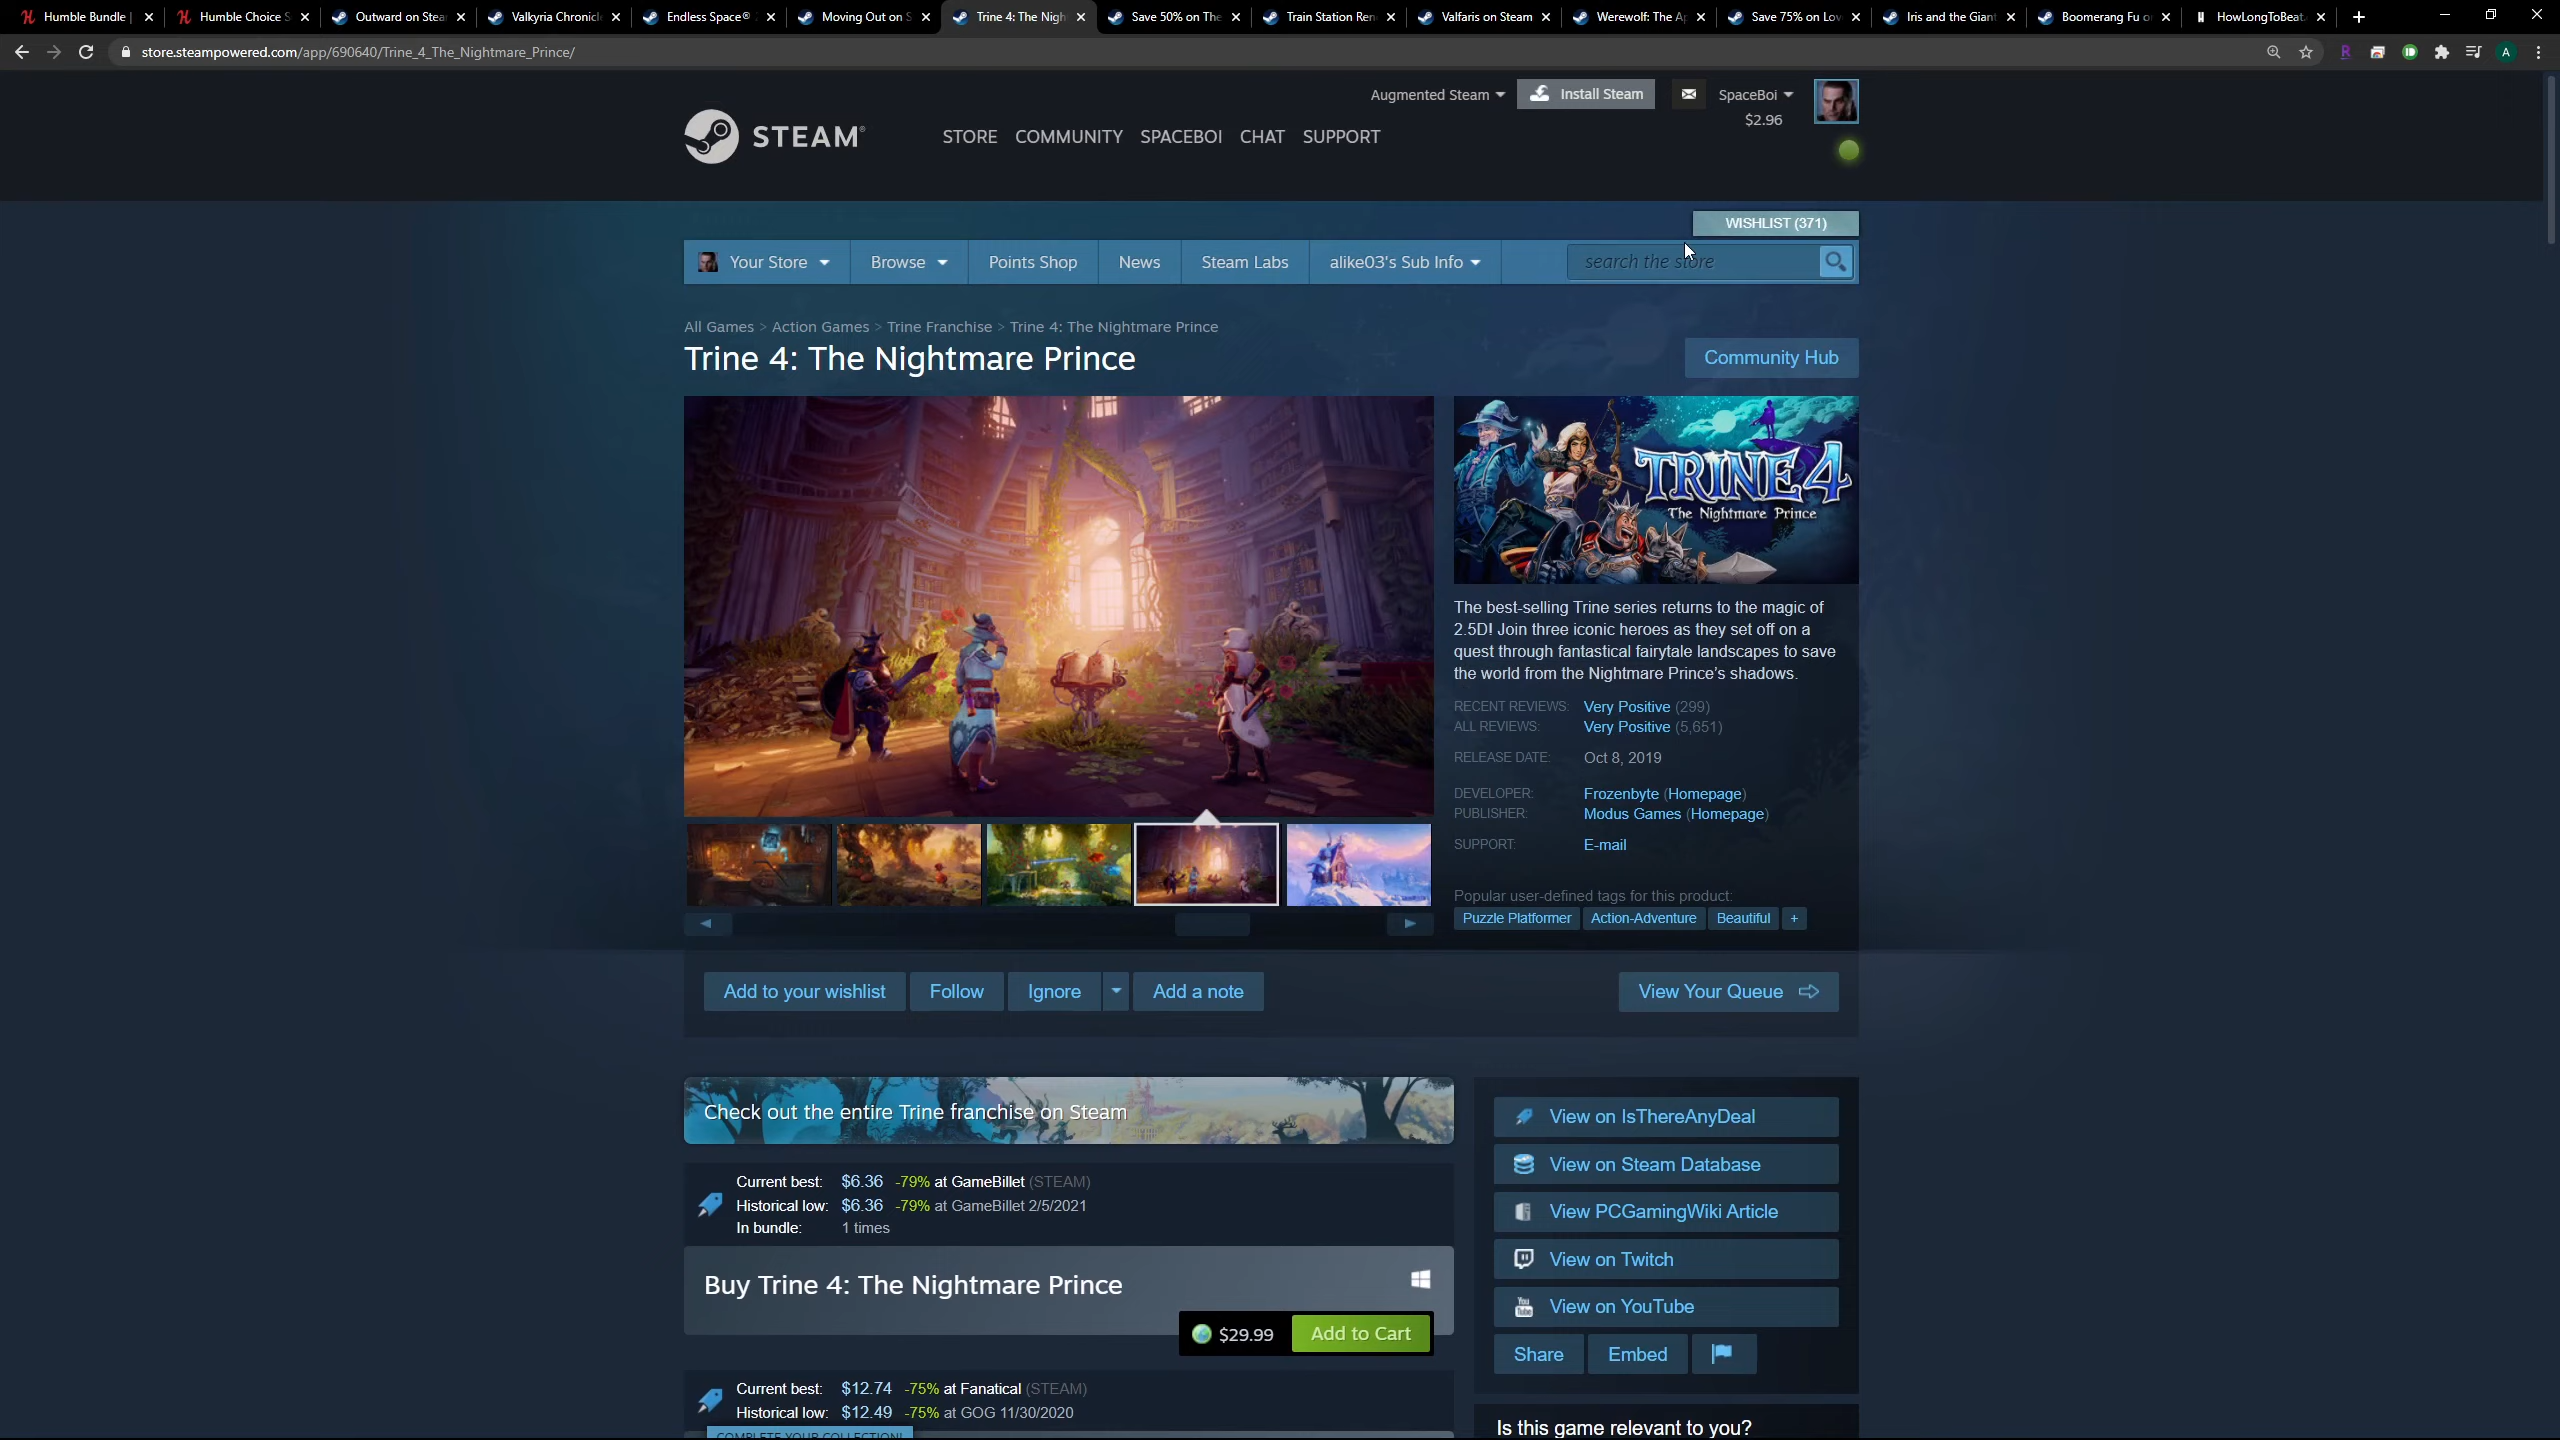 Humble Bundle |
Humble Choice S
Outward on Stea
Valkyria Chronicl
Endless Space®
Moving Out on S
Trine 4: The Nigh
Save 50% on The
Train Station Ren
Valfaris on Steam
Werewolf: The Ap
Save 75% on Lov
Iris and the Giant
Boomerang Fu o
HowLongToBeat
store.steampowered.com/app/690640/Trine_4_The_Nightmare_Prince/
A
Augmented Steam
Install Steam
SpaceBoi
$2.96
STEAM®
STORE COMMUNITY SPACEBOI CHAT SUPPORT
WISHLIST (371)
Your Store Browse Points Shop News Steam Labs alike03's Sub Info search the store
All Games > Action Games > Trine Franchise > Trine 4: The Nightmare Prince
Trine 4: The Nightmare Prince
Community Hub
TRINE 4
The Nightmare Prince
The best-selling Trine series returns to the magic of
2.5D! Join three iconic heroes as they set off on a
quest through fantastical fairytale landscapes to save
the world from the Nightmare Prince's shadows.
RECENT REVIEWS: Very Positive (299)
ALL REVIEWS: Very Positive (5,651)
RELEASE DATE: Oct 8, 2019
DEVELOPER: Frozenbyte (Homepage)
PUBLISHER: Modus Games (Homepage)
SUPPORT: E-mail
Popular user-defined tags for this product:
Puzzle Platformer Action-Adventure Beautiful +
Add to your wishlist Follow Ignore Add a note
View Your Queue
Check out the entire Trine franchise on Steam
Current best: $6.36 -79% at GameBillet (STEAM)
Historical low: $6.36 -79% at GameBillet 2/5/2021
In bundle: 1 times
Buy Trine 4: The Nightmare Prince
$29.99 Add to Cart
Current best: $12.74 -75% at Fanatical (STEAM)
Historical low: $12.49 -75% at GOG 11/30/2020
COMPLETE YOUR COLLECTION!
View on IsThereAnyDeal
View on Steam Database
View PCGamingWiki Article
View on Twitch
You Tube View on YouTube
Share Embed
Is this game relevant to you?